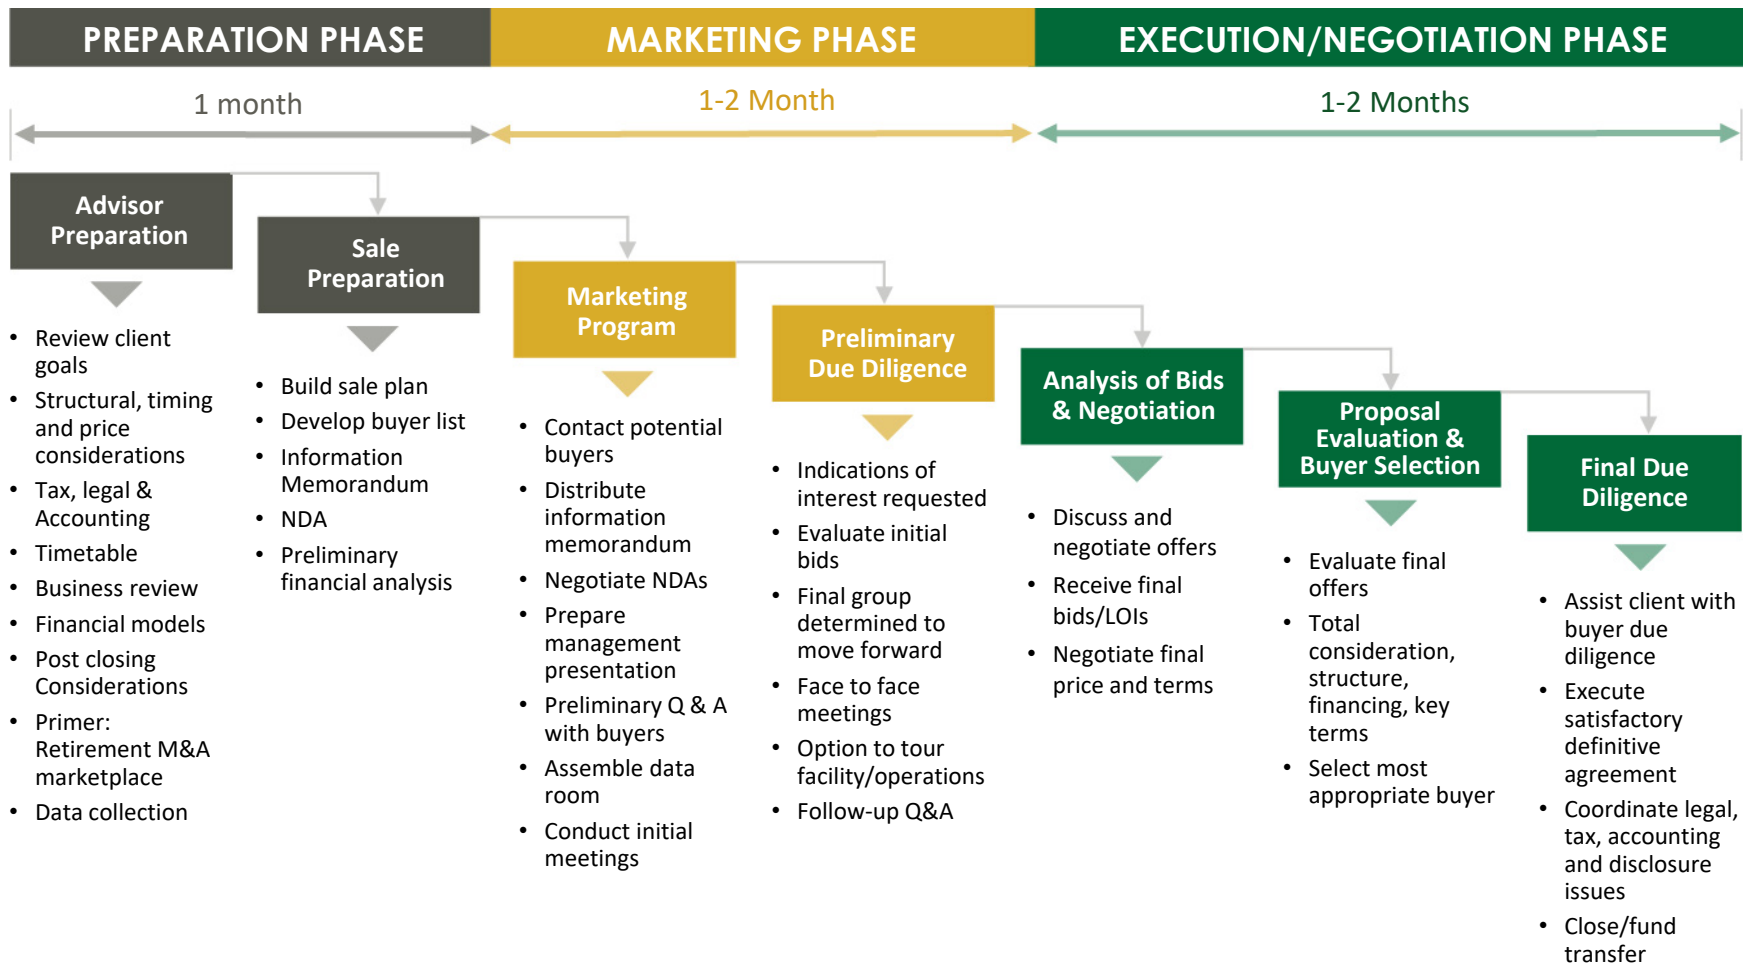 PREPARATION PHASE
MARKETING PHASE
EXECUTION/NEGOTIATION PHASE
1 month
1-2 Month
1-2 Months
Advisor
Preparation
• Review client
goals
• Structural, timing
and price
considerations
• Tax, legal &
Accounting
• Timetable
• Business review
• Financial models
• Post closing
Considerations
• Primer:
Retirement M&A
marketplace
• Data collection
Sale
Preparation
• Build sale plan
• Develop buyer list
• Information
Memorandum
• NDA
• Preliminary
financial analysis
Marketing
Program
• Contact potential
buyers
• Distribute
information
memorandum
• Negotiate NDAs
• Prepare
management
presentation
• Preliminary Q & A
with buyers
• Assemble data
room
• Conduct initial
meetings
Preliminary
Due Diligence
• Indications of
interest requested
• Evaluate initial
bids
• Final group
determined to
move forward
• Face to face
meetings
• Option to tour
facility/operations
• Follow-up Q&A
Analysis of Bids
& Negotiation
• Discuss and
negotiate offers
• Receive final
bids/LOIs
• Negotiate final
price and terms
Proposal
Evaluation &
Buyer Selection
• Evaluate final
offers
• Total
consideration,
structure,
financing, key
terms
• Select most
appropriate buyer
Final Due
Diligence
• Assist client with
buyer due
diligence
• Execute
satisfactory
definitive
agreement
• Coordinate legal,
tax, accounting
and disclosure
issues
• Close/fund
transfer